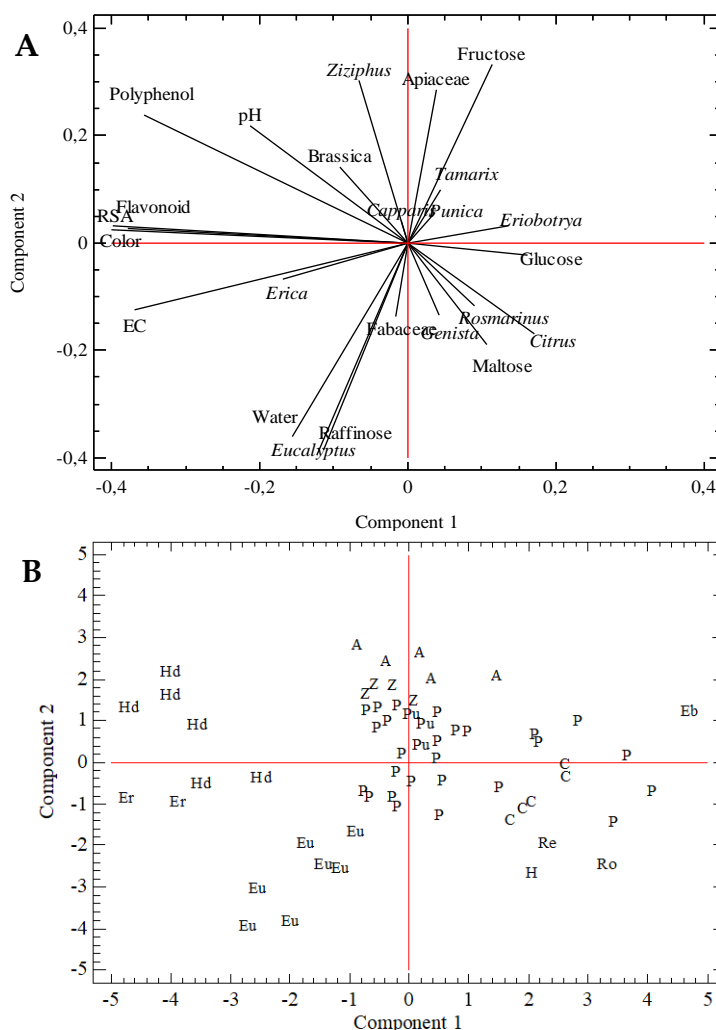 A
0,4
0,2
0
-0,2
-0,4
Component 2
Fructose
Ziziphus
Apiaceae
Polyphenol
pH
Brassica
Tamarix
Flavonoid
Capparis
Punica
RSA
Eriobotrya
Color
Glucose
Erica
EC
Rosmarinus
Fabaceae
Genista
Citrus
Maltose
Water
Raffinose
Eucalyptus
-0,4 -0,2 0 0,2 0,4
Component 1
B
5
4
3
2
1
0
-1
-2
-3
-4
-5
Component 2
A
A
A
Hd A A
Z Z
Hd Z Z
Hd P P P P Pu P Eb
Hd P P Pu P
P P P P
P Pu P P
P P P
P C
Hd Hd P P P C
Er Er P P P P P
P C C
P C P
Eu
Eu Re
Eu Eu H Ro
Eu
Eu Eu
-5 -4 -3 -2 -1 0 1 2 3 4 5
Component 1